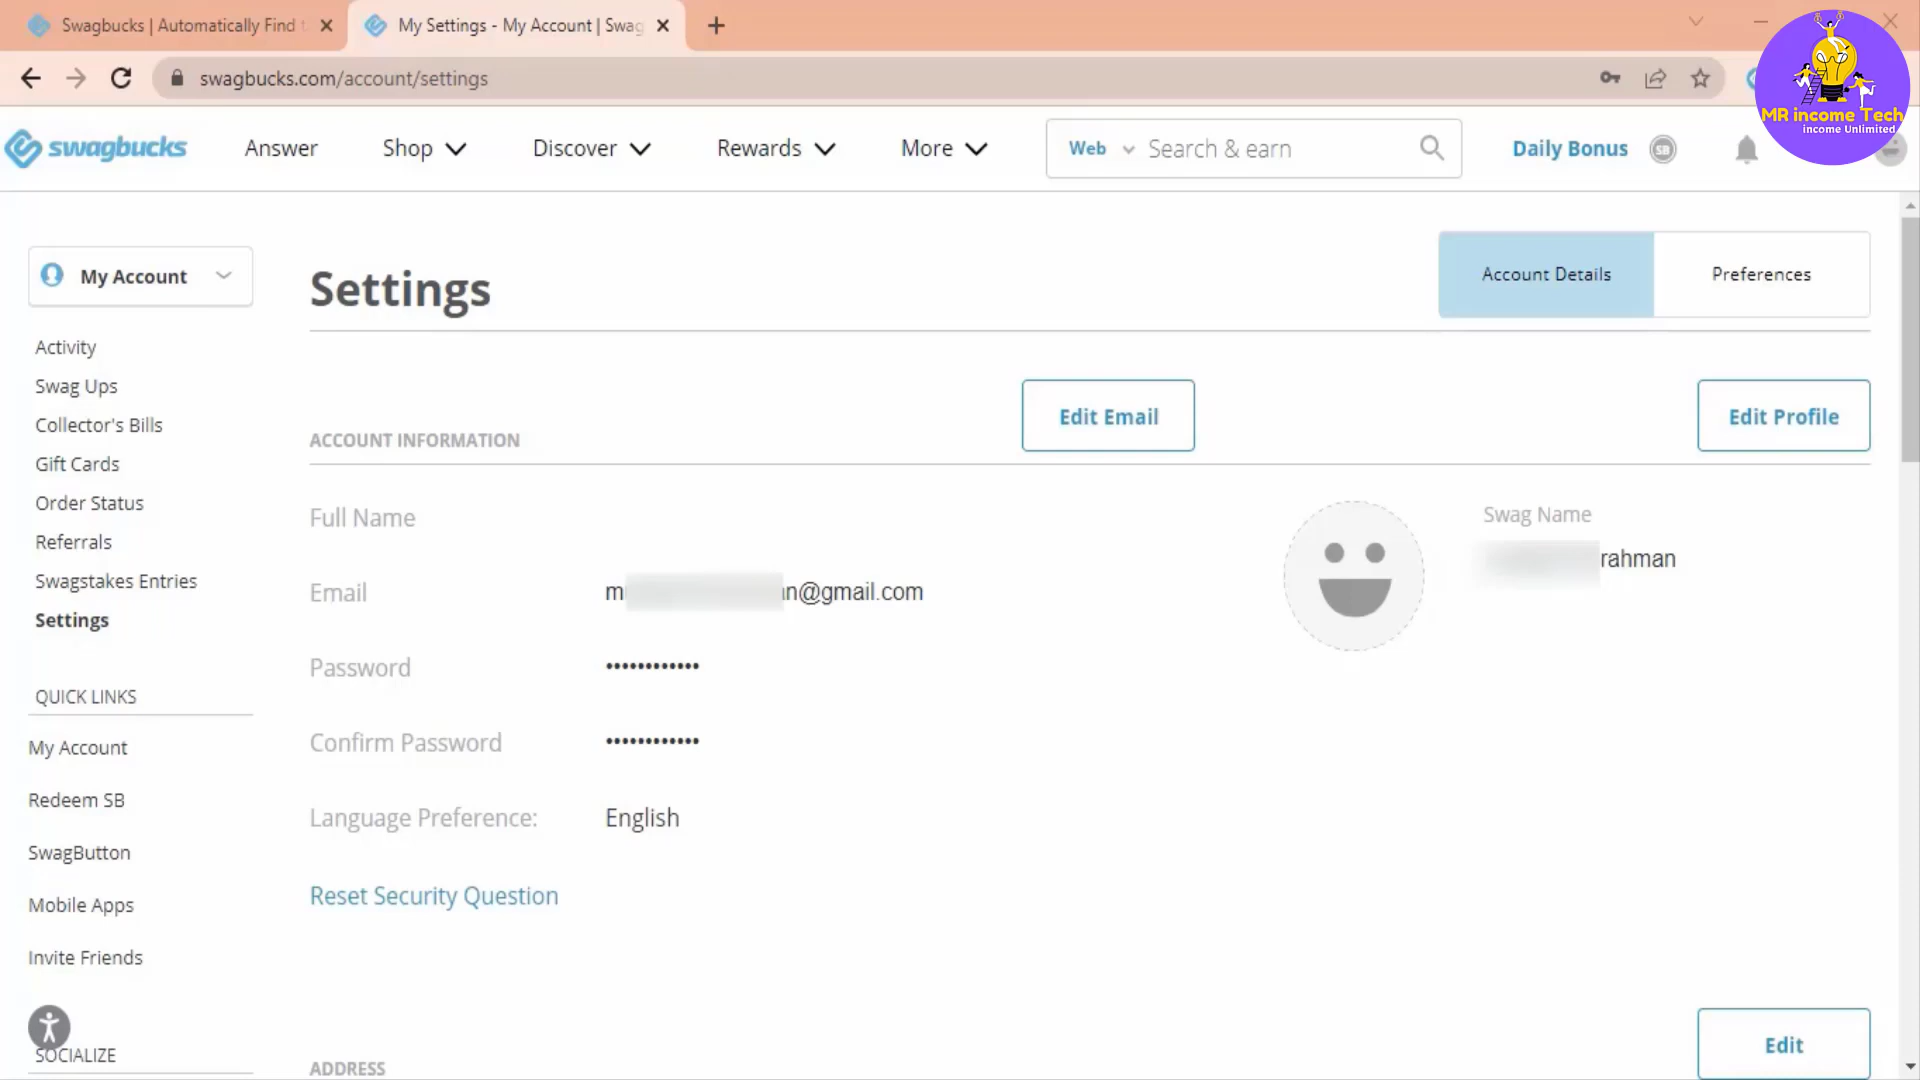 Swagbucks | Automatically Find
My Settings - My Account | Swag
swagbucks.com/account/settings
MR income Tech
income Unlimited
swagbucks
Answer
Shop
Discover
Rewards
More
Web
Search & earn
Daily Bonus
SB
My Account
Settings
Account Details
Preferences
Activity
Swag Ups
Collector's Bills
Gift Cards
Order Status
Referrals
Swagstakes Entries
Settings
QUICK LINKS
My Account
Redeem SB
SwagButton
Mobile Apps
Invite Friends
SOCIALIZE
ACCOUNT INFORMATION
Edit Email
Edit Profile
Full Name
Email
m n@gmail.com
Password
••••••••••••
Confirm Password
••••••••••••
Language Preference:
English
Reset Security Question
Swag Name
rahman
ADDRESS
Edit